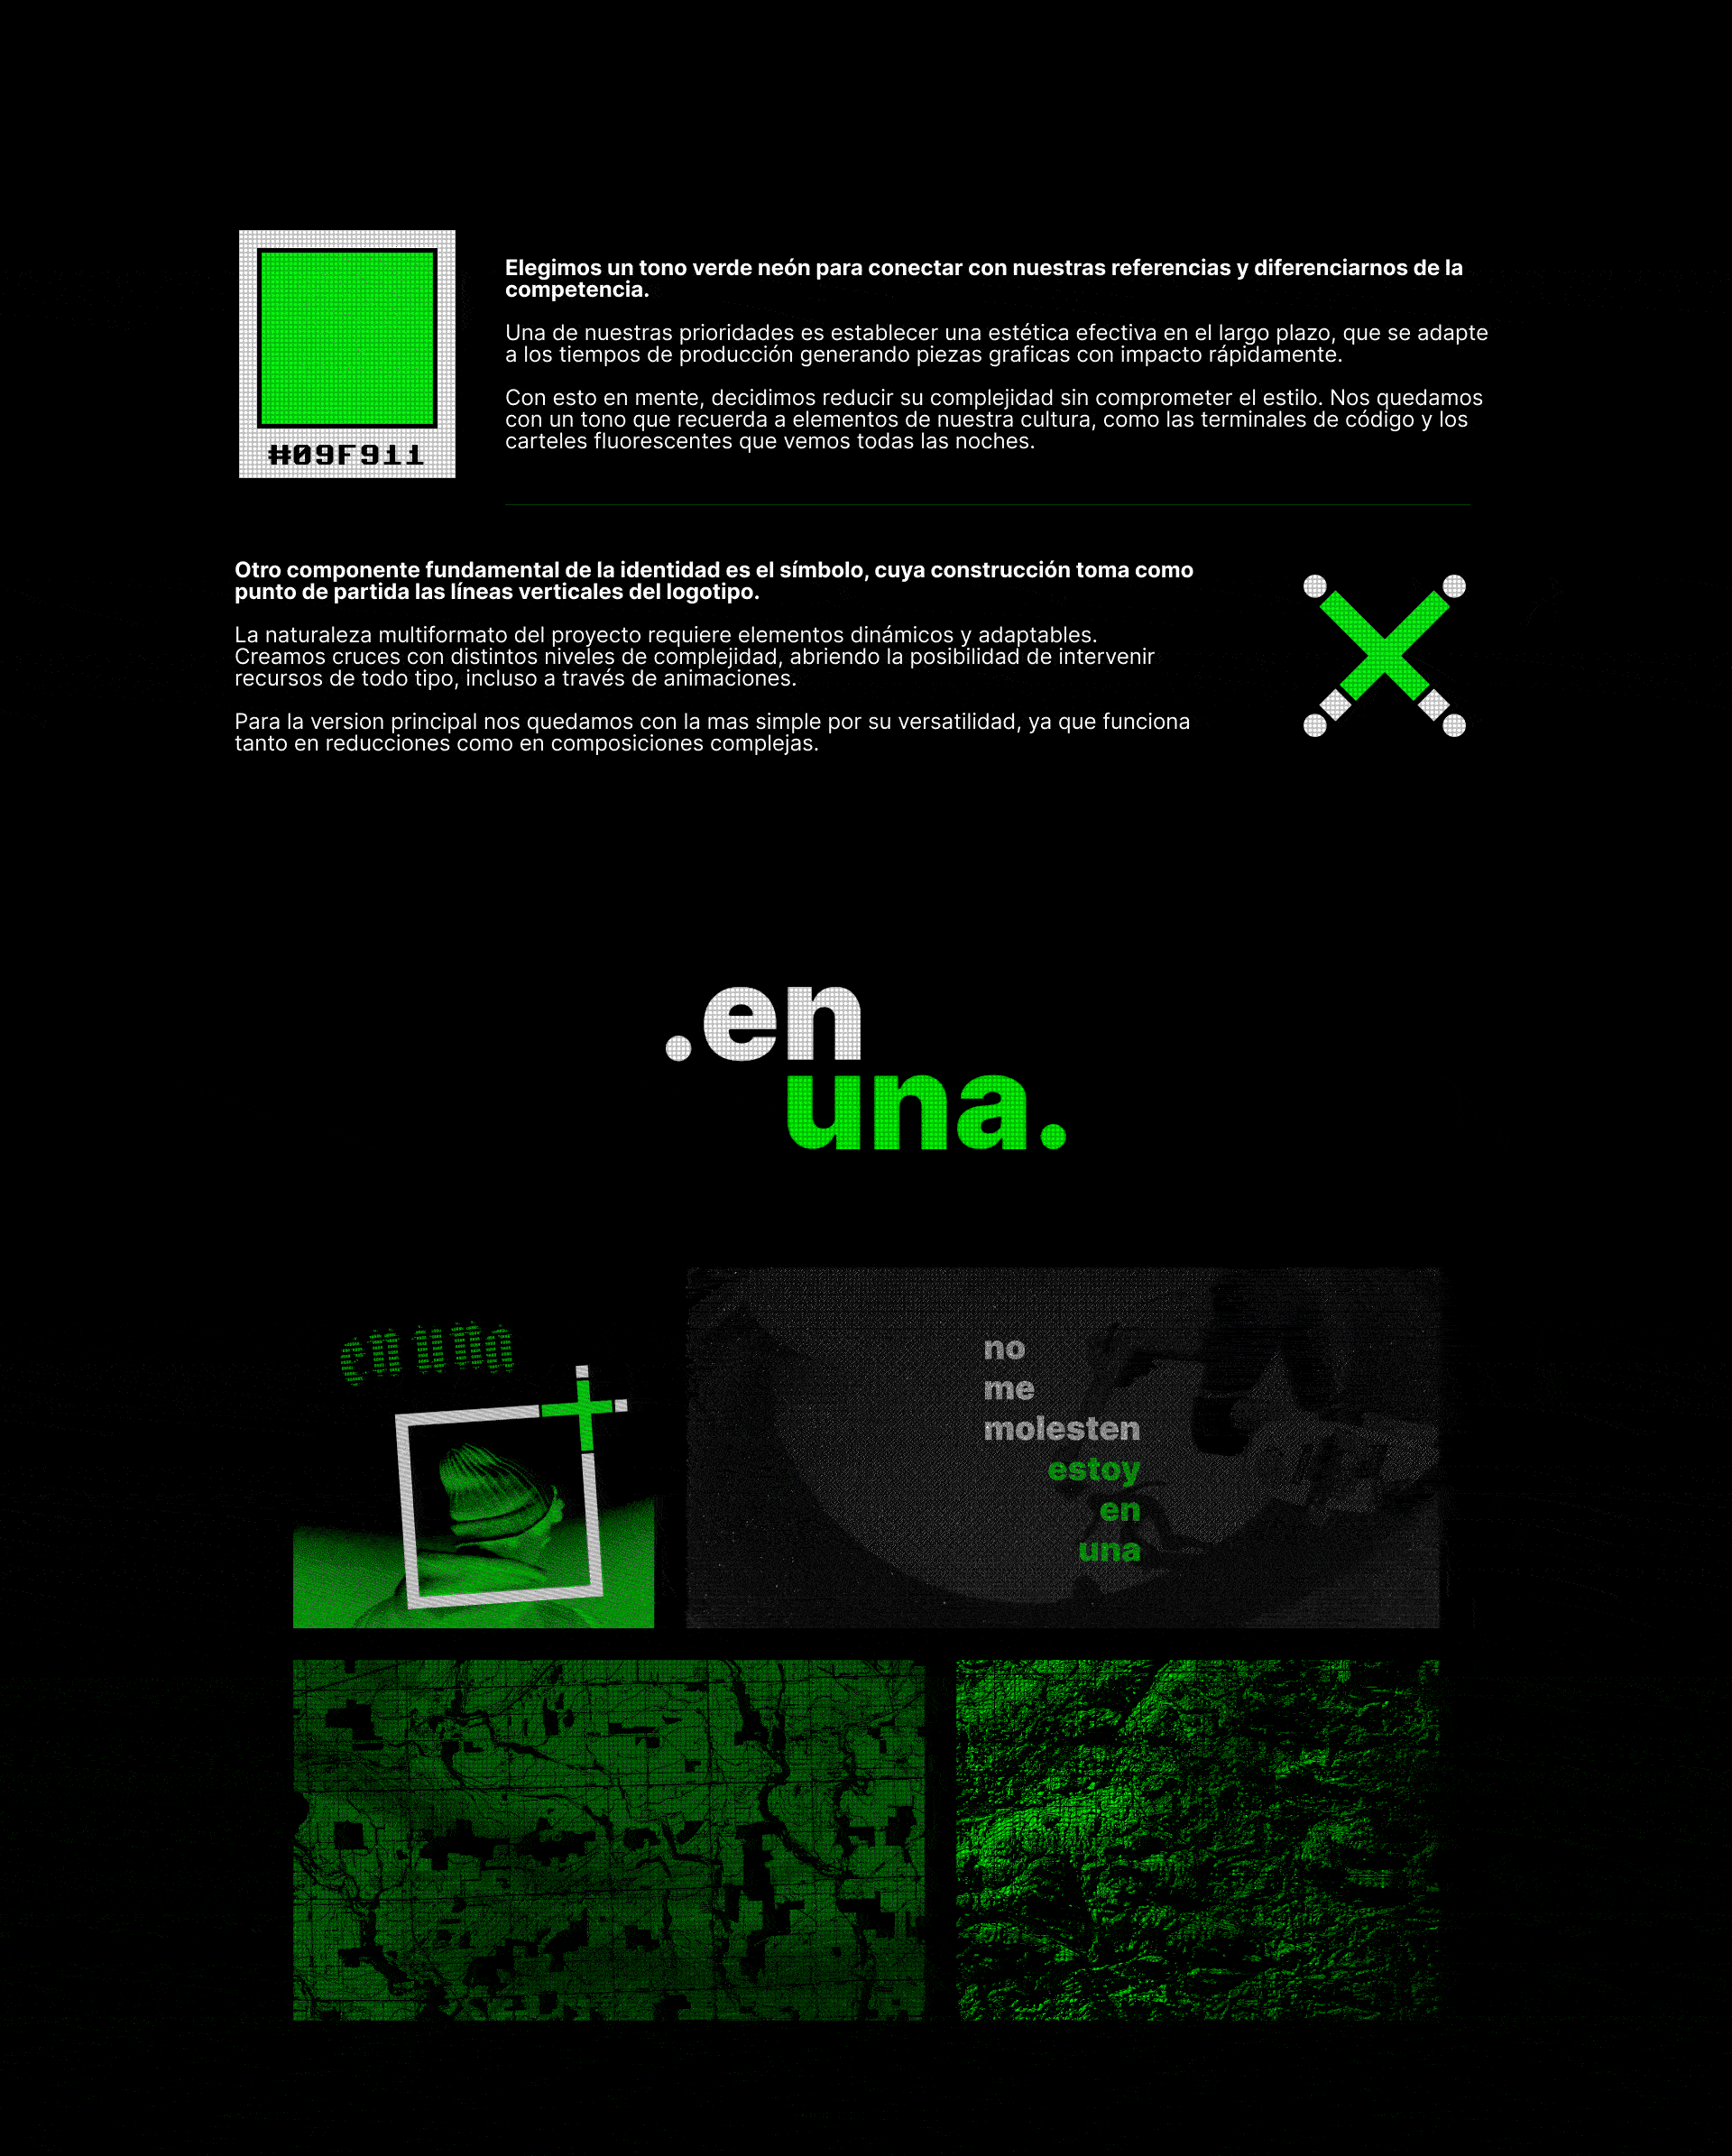 #09F911
Elegimos un tono verde neón para conectar con nuestras referencias y diferenciarnos de la
competencia.
Una de nuestras prioridades es establecer una estética efectiva en el largo plazo, que se adapte
a los tiempos de producción generando piezas graficas con impacto rápidamente.
Con esto en mente, decidimos reducir su complejidad sin comprometer el estilo. Nos quedamos
con un tono que recuerda a elementos de nuestra cultura, como las terminales de código y los
carteles fluorescentes que vemos todas las noches.
Otro componente fundamental de la identidad es el símbolo, cuya construcción toma como
punto de partida las líneas verticales del logotipo.
La naturaleza multiformato del proyecto requiere elementos dinámicos y adaptables.
Creamos cruces con distintos niveles de complejidad, abriendo la posibilidad de intervenir
recursos de todo tipo, incluso a través de animaciones.
Para la version principal nos quedamos con la mas simple por su versatilidad, ya que funciona
tanto en reducciones como en composiciones complejas.
.en
una.
en una
no
me
molesten
estoy
en
una